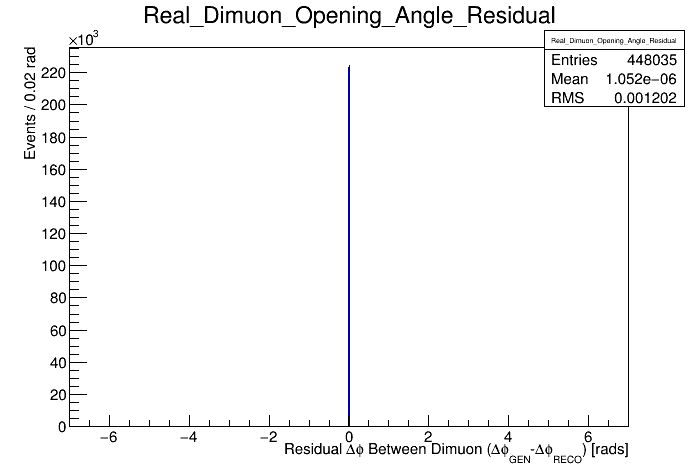 Real_Dimuon_Opening_Angle_Residual
×10³
Real_Dimuon_Opening_Angle_Residual
Entries 448035
Mean 1.052e−06
RMS 0.001202
Events / 0.02 rad
220
200
180
160
140
120
100
80
60
40
20
0
−6 −4 −2 0 2 4 6
Residual Δϕ Between Dimuon (Δϕ_GEN-Δϕ_RECO) [rads]